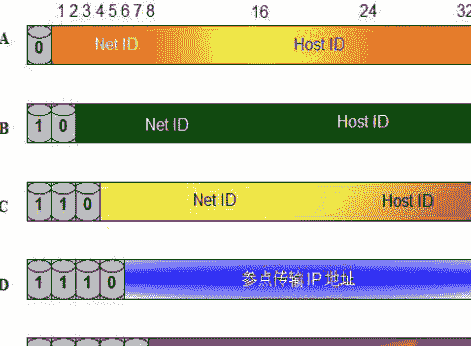 1 2 3 4 5 6 7 8 16 24 32
A 0 Net ID Host ID
B 1 0 Net ID Host ID
C 1 1 0 Net ID Host ID
D 1 1 1 0 参点传输 IP 地址